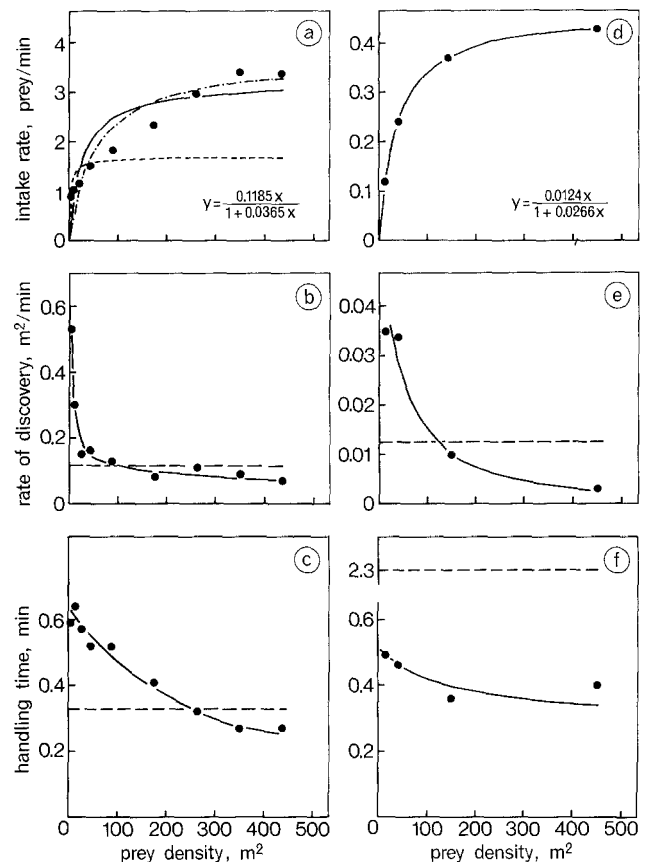 a
intake rate, prey/min
4
3
2
1
0
y = 0.1185x / 1+0.0365x
d
0.4
0.3
0.2
0.1
0
y = 0.0124x / 1+0.0266x
b
rate of discovery, m²/min
0.6
0.4
0.2
0
e
0.04
0.03
0.02
0.01
0
c
handling time, min
0.6
0.4
0.2
0 100 200 300 400 500
prey density, m²
f
2.3
0.6
0.4
0.2
0 100 200 300 400 500
prey density, m²